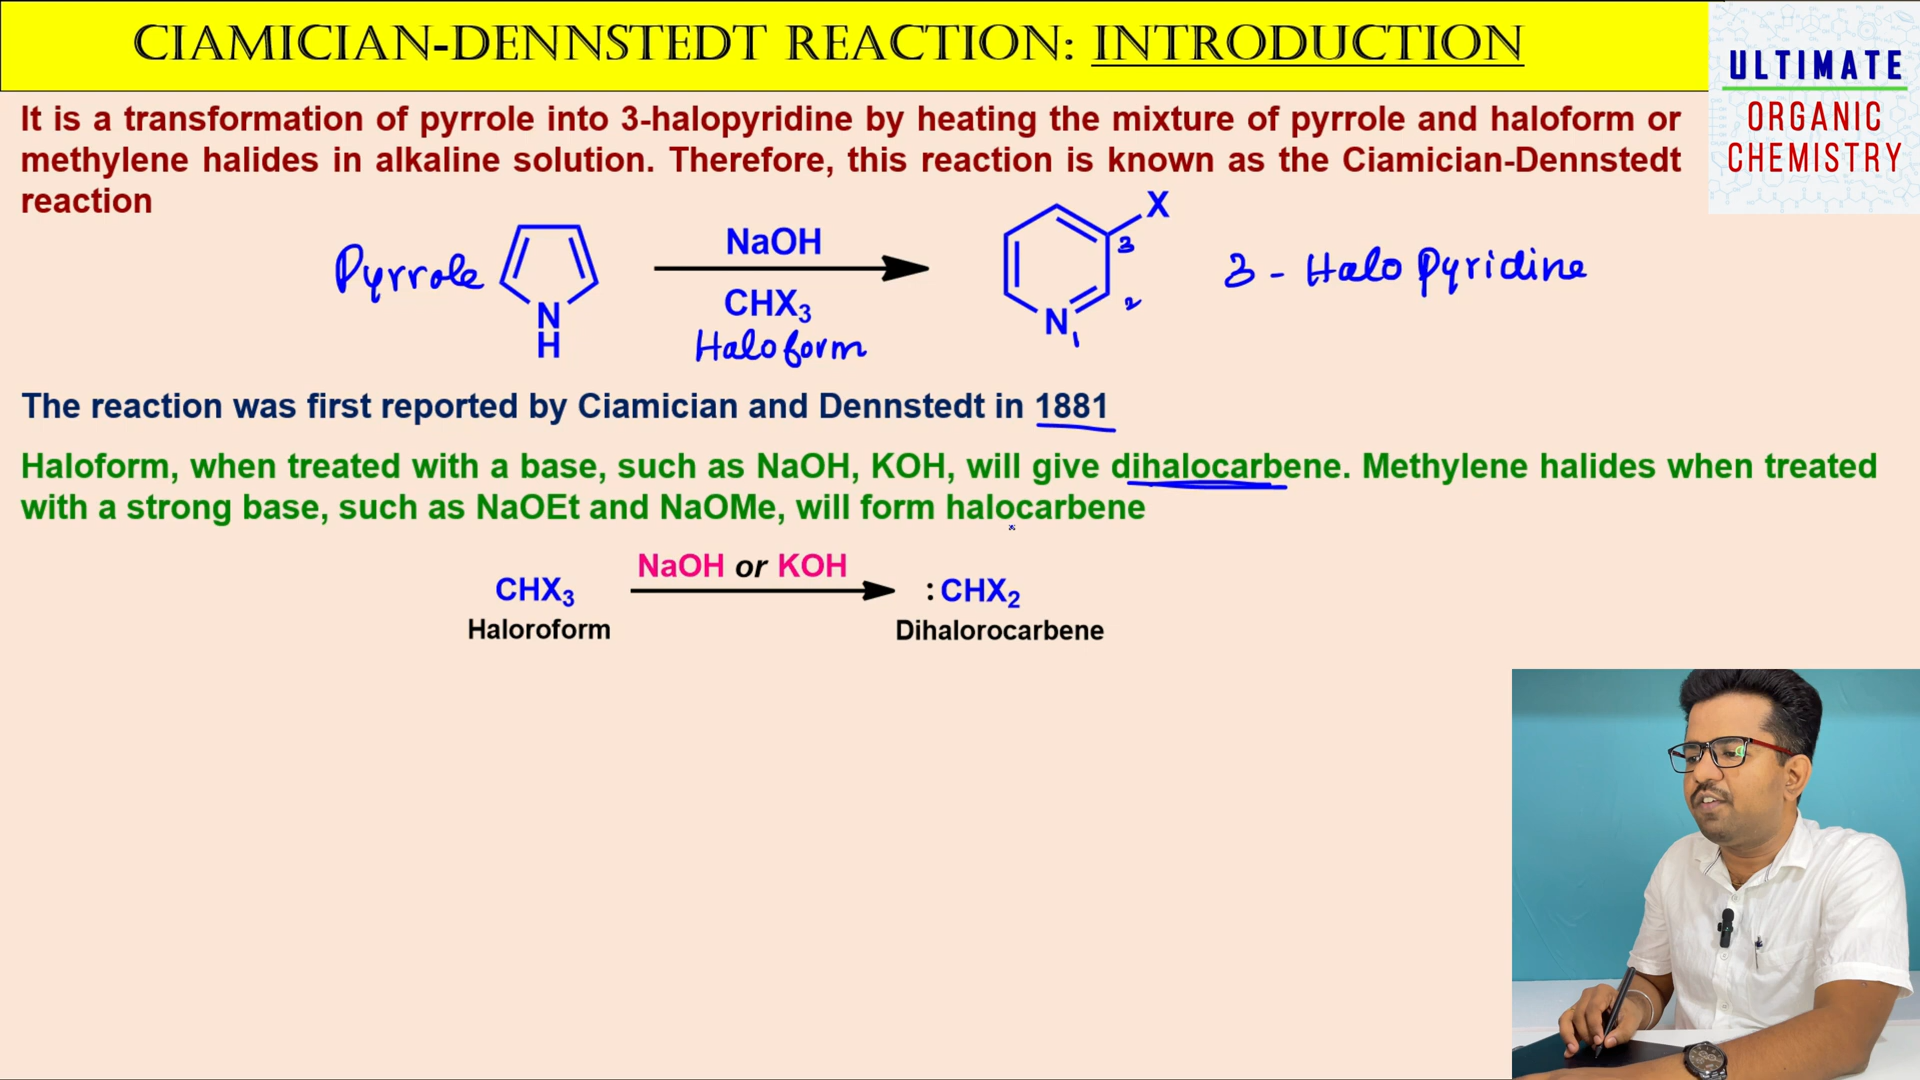 CIAMICIAN-DENNSTEDT REACTION: INTRODUCTION
ULTIMATE
ORGANIC
CHEMISTRY
It is a transformation of pyrrole into 3-halopyridine by heating the mixture of pyrrole and haloform or
methylene halides in alkaline solution. Therefore, this reaction is known as the Ciamician-Dennstedt
reaction
Pyrrole
N
H
NaOH
CHX3
Haloform
X
3
2
N
1
3 - Halo Pyridine
The reaction was first reported by Ciamician and Dennstedt in 1881
Haloform, when treated with a base, such as NaOH, KOH, will give dihalocarbene. Methylene halides when treated
with a strong base, such as NaOEt and NaOMe, will form halocarbene
CHX3
Haloroform
NaOH or KOH
:CHX2
Dihalorocarbene